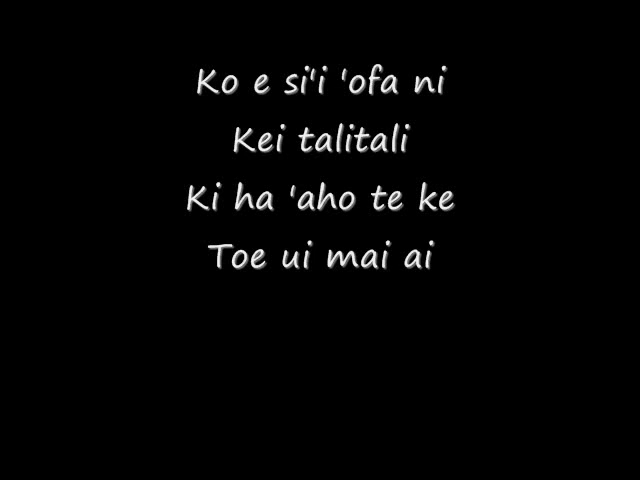 Ko e si'i 'ofa ni
Kei talitali
Ki ha 'aho te ke
Toe ui mai ai